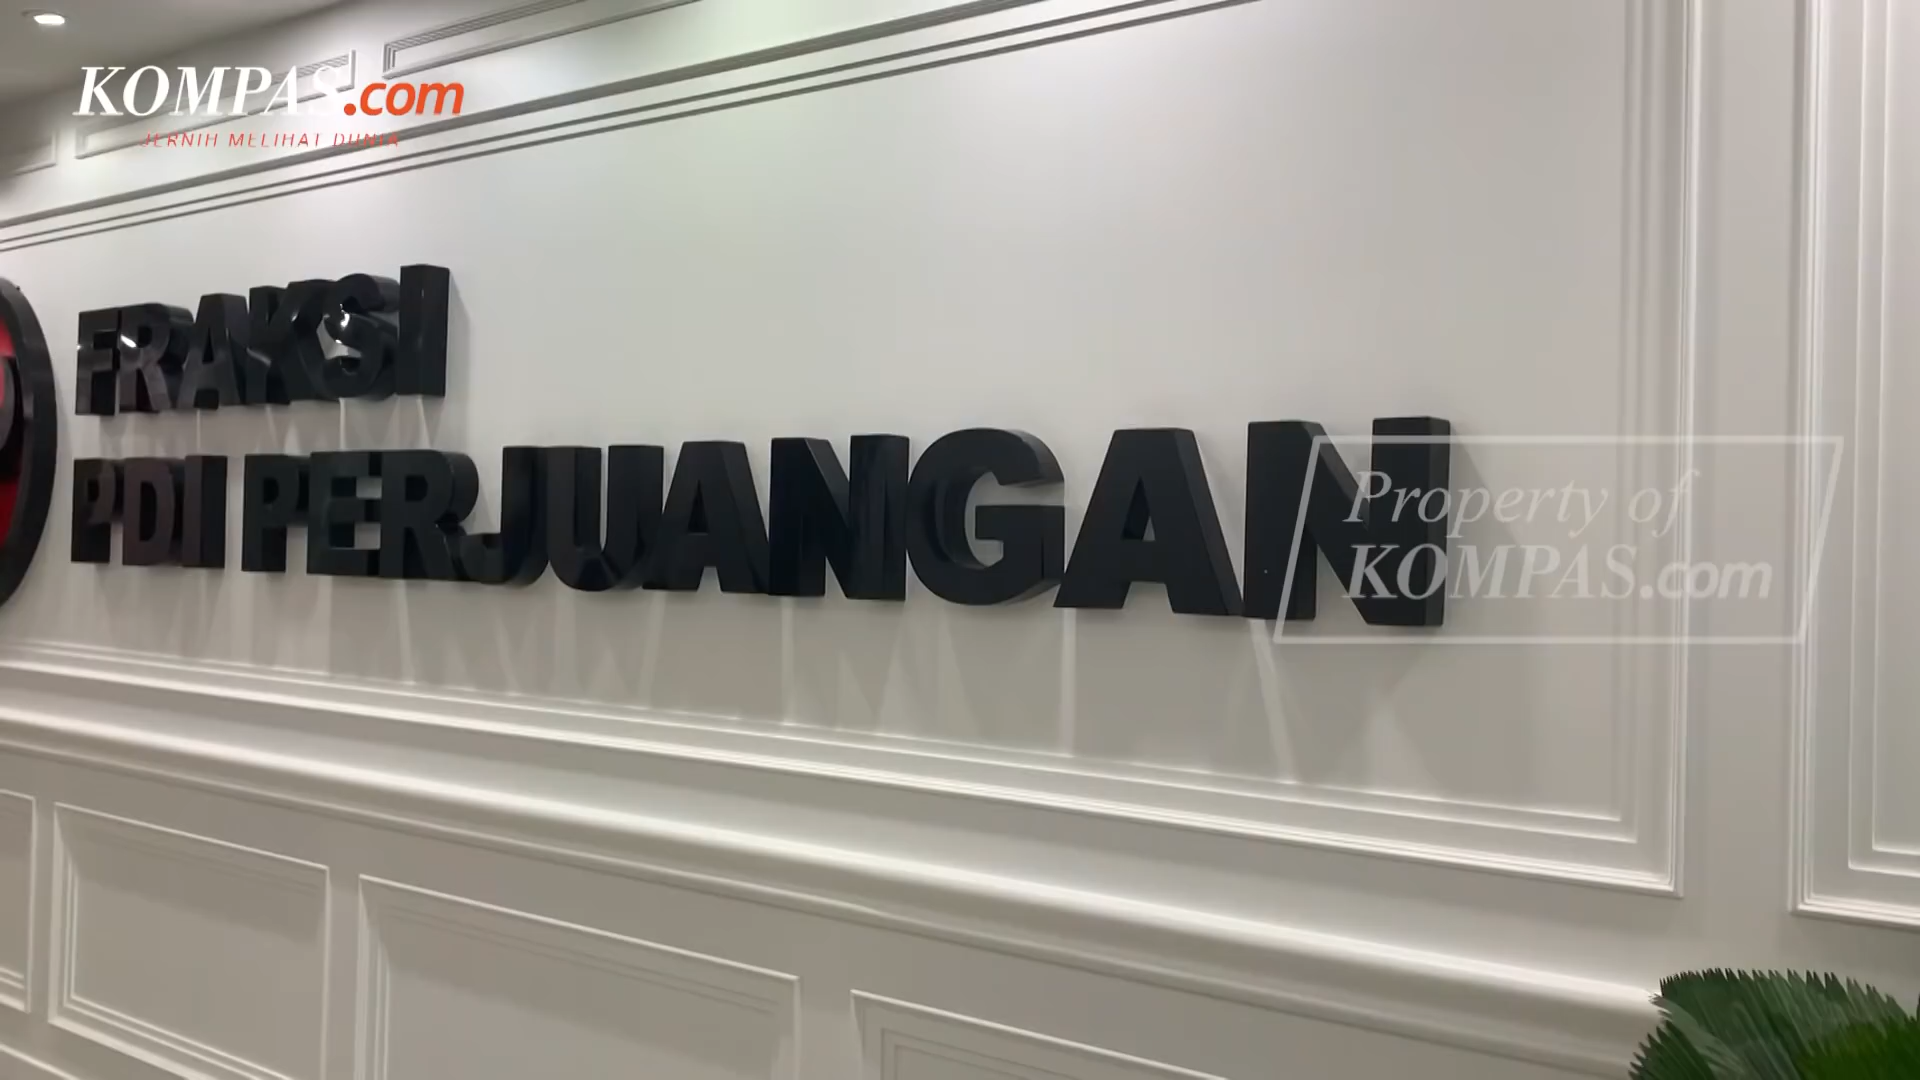 KOMPAS.com
JERNIH MELIHAT DUNIA
FRAKSI
PDI PERJUANGAN
Property of
KOMPAS.com